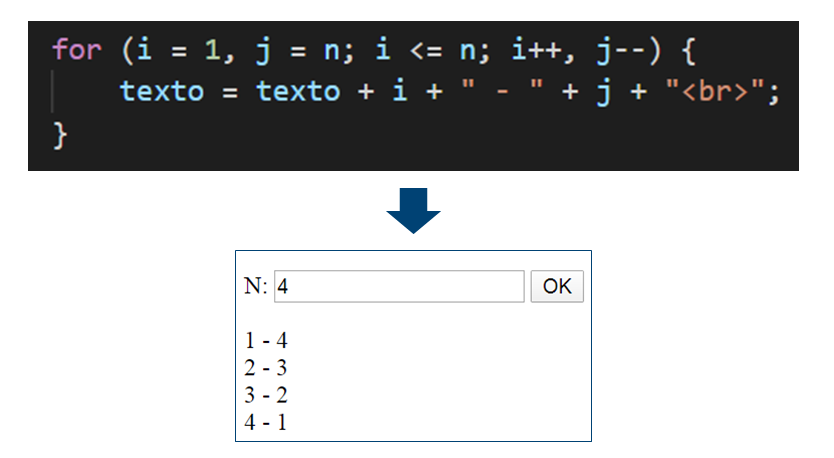 for (i = 1, j = n; i <= n; i++, j--) {
    texto = texto + i + " - " + j + "<br>";
}
N: 4 OK
1 - 4
2 - 3
3 - 2
4 - 1